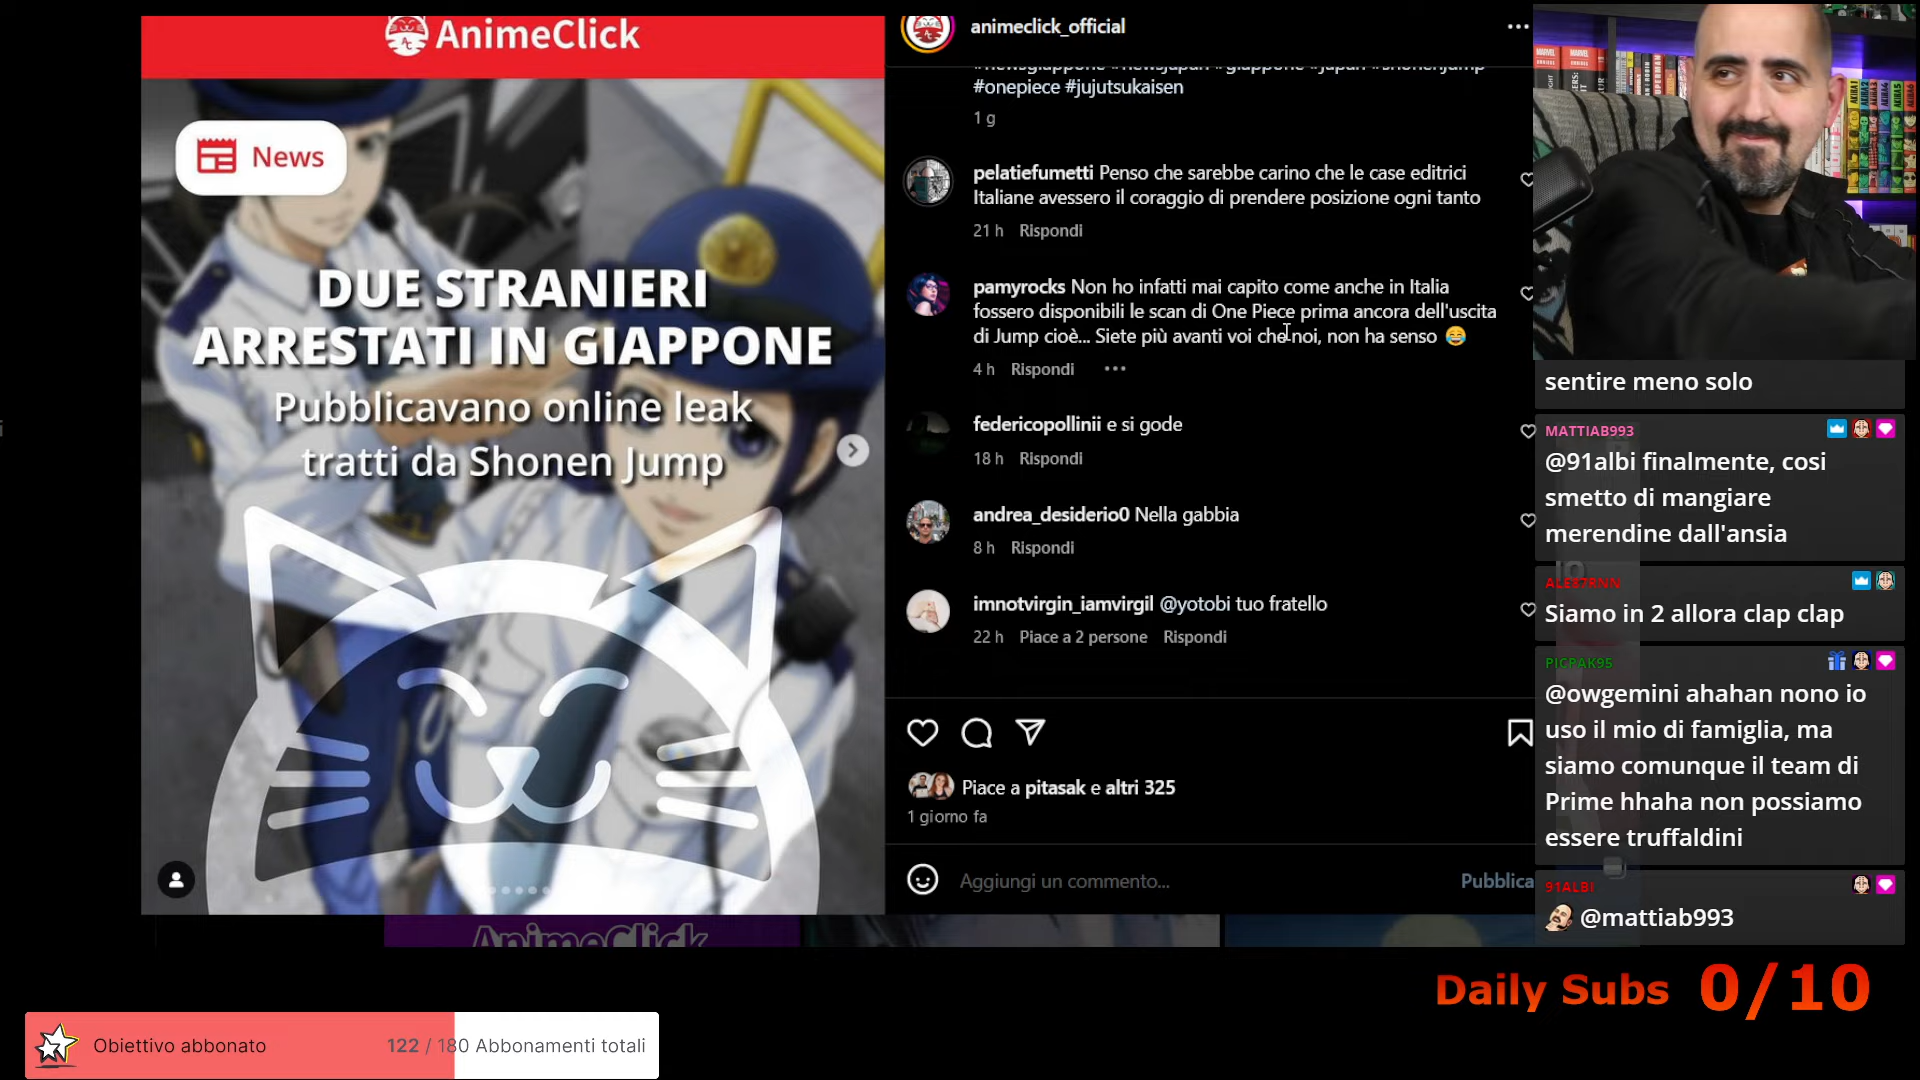 AnimeClick
News
DUE STRANIERI
ARRESTATI IN GIAPPONE
Pubblicavano online leak
tratti da Shonen Jump
animeclick_official
#newsgiappone #newsjapan #giappone #japan #shonenjump
#onepiece #jujutsukaisen
1 g
pelatiefumetti Penso che sarebbe carino che le case editrici
Italiane avessero il coraggio di prendere posizione ogni tanto
21 h Rispondi
pamyrocks Non ho infatti mai capito come anche in Italia
fossero disponibili le scan di One Piece prima ancora dell'uscita
di Jump cioè... Siete più avanti voi che noi, non ha senso 😂
4 h Rispondi
federicopollinii e si gode
18 h Rispondi
andrea_desiderio0 Nella gabbia
8 h Rispondi
imnotvirgin_iamvirgil @yotobi tuo fratello
22 h Piace a 2 persone Rispondi
Piace a pitasak e altri 325
1 giorno fa
Aggiungi un commento...
Pubblica
AnimeClick
sentire meno solo
MATTIAB993
@91albi finalmente, cosi
smetto di mangiare
merendine dall'ansia
ALE87RNN
Siamo in 2 allora clap clap
PICPAK95
@owgemini ahahan nono io
uso il mio di famiglia, ma
siamo comunque il team di
Prime hhaha non possiamo
essere truffaldini
91ALBI
@mattiab993
Daily Subs 0/10
Obiettivo abbonato 122 / 180 Abbonamenti totali